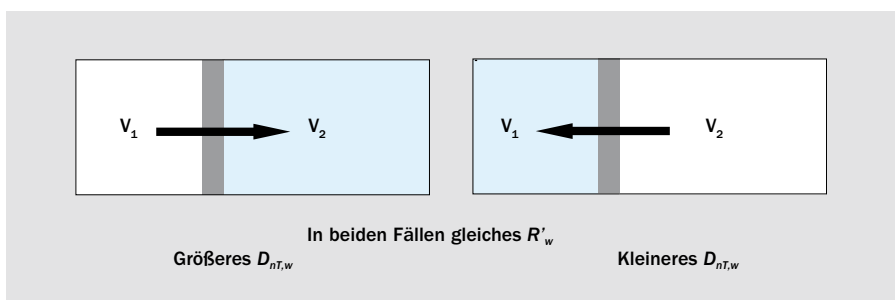 V₁ V₂ V₁ V₂
In beiden Fällen gleiches R'w
Größeres DnT,w Kleineres DnT,w